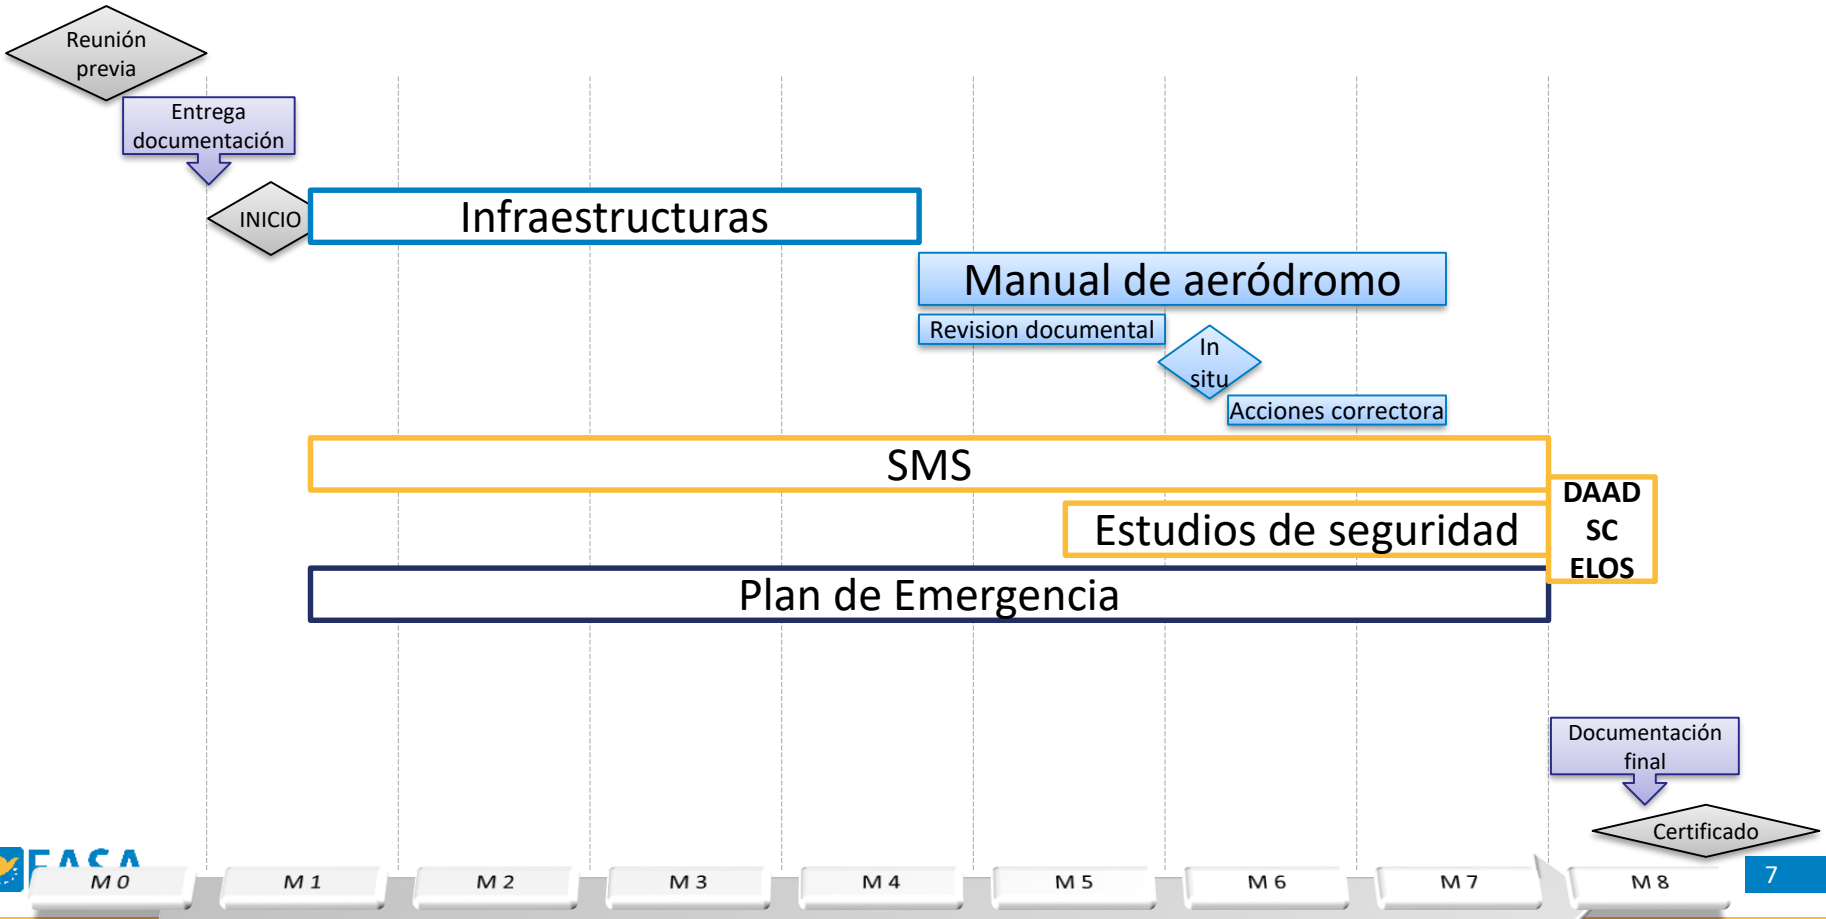 Reunión
previa
Entrega
documentación
INICIO
Infraestructuras
Manual de aeródromo
Revision documental
In
situ
Acciones correctora
SMS
DAAD
SC
ELOS
Estudios de seguridad
Plan de Emergencia
Documentación
final
Certificado
EASA
M 0
M 1
M 2
M 3
M 4
M 5
M 6
M 7
M 8
7